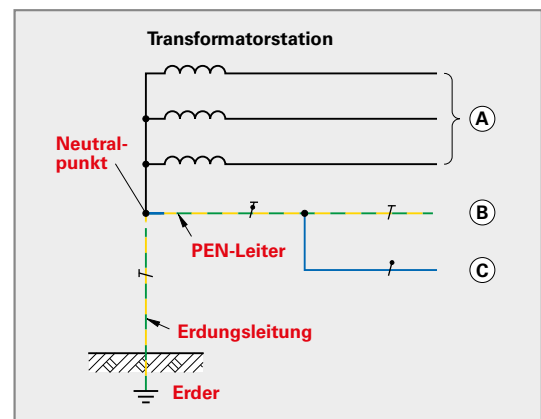 Transformatorstation
A
Neutral-
punkt
B
PEN-Leiter
C
Erdungsleitung
Erder